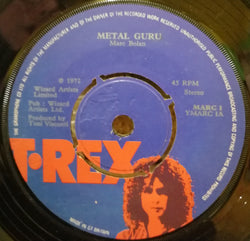 METAL GURU
Marc Bolan
℗ 1972
Wizard Artists
Limited
Pub : Wizard
Artists Ltd.
Produced by
Toni Visconti
45 RPM
Stereo
MARC 1
YMARC 1A
T·REX
MADE IN GT BRITAIN